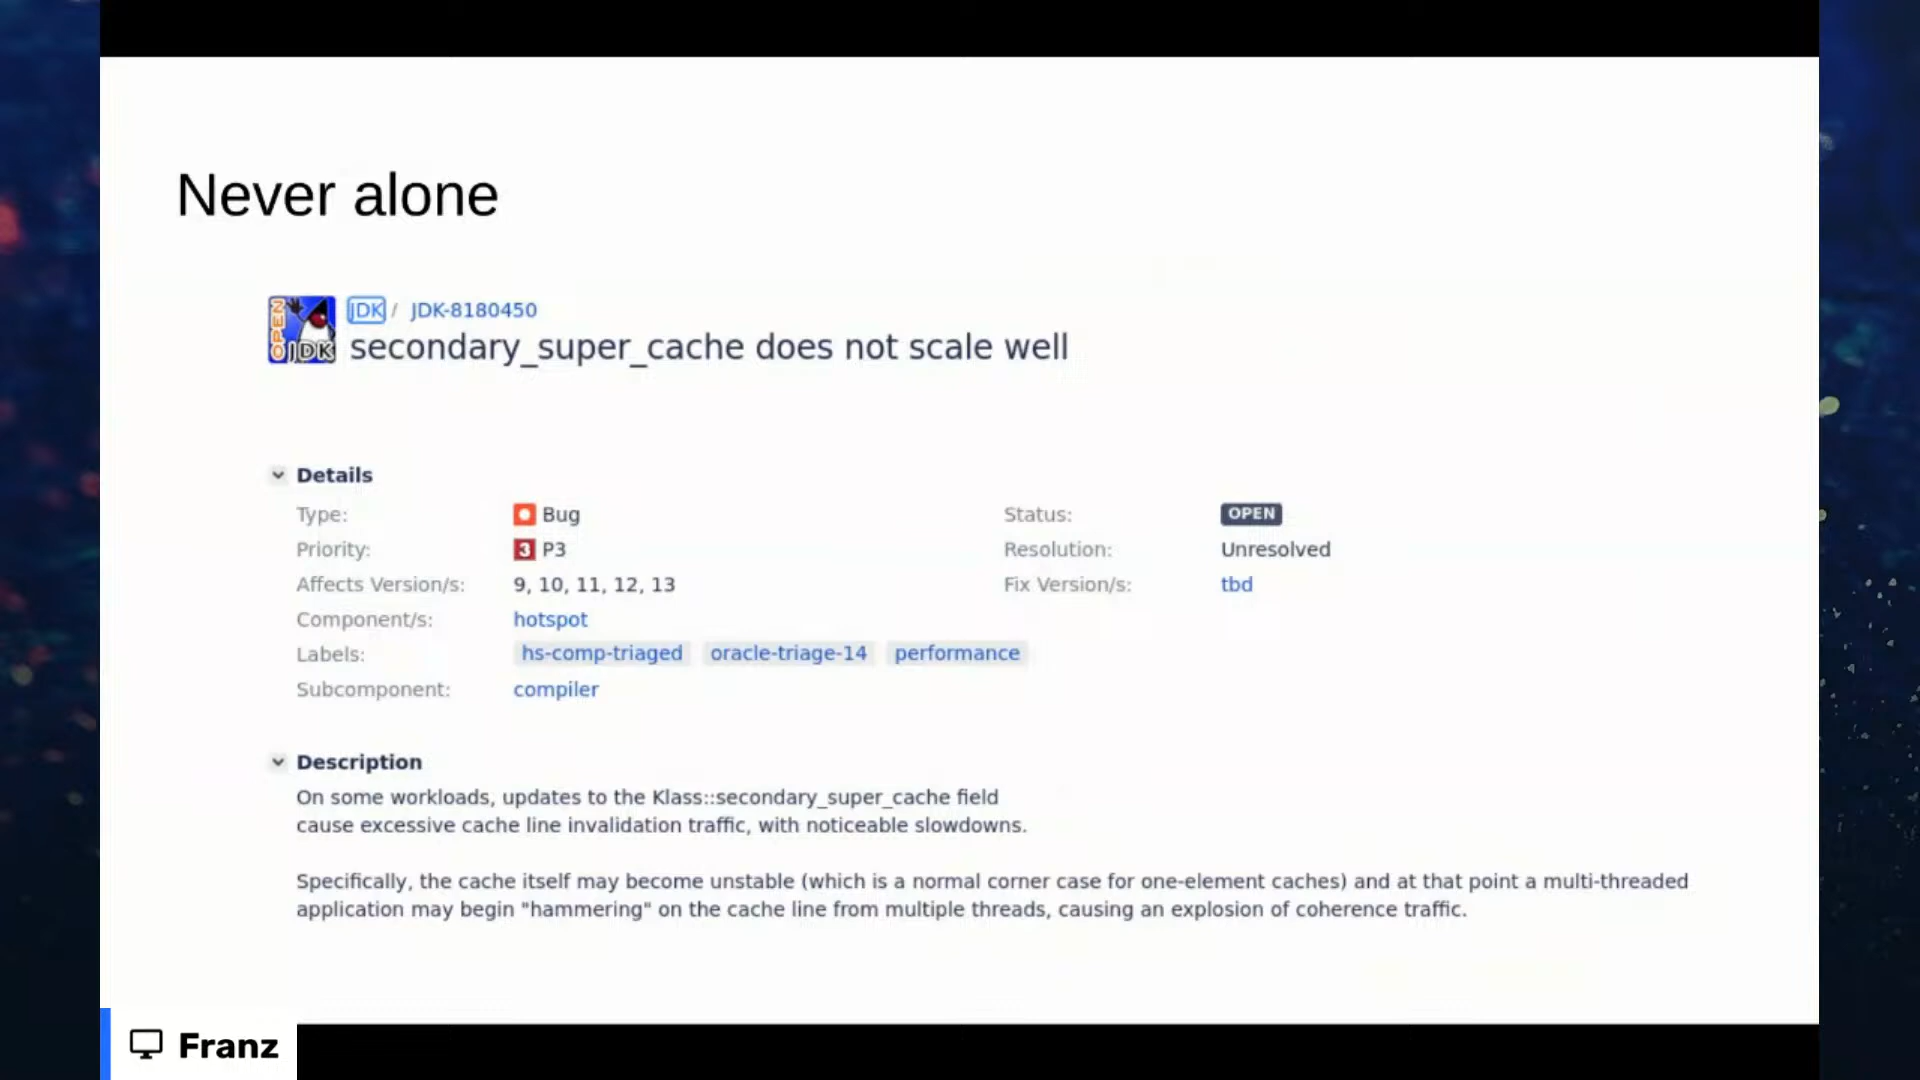 Never alone
OPEN
JDK
JDK / JDK-8180450
secondary_super_cache does not scale well
Details
Type: Bug Status: OPEN
Priority: 3 P3 Resolution: Unresolved
Affects Version/s: 9, 10, 11, 12, 13 Fix Version/s: tbd
Component/s: hotspot
Labels: hs-comp-triaged oracle-triage-14 performance
Subcomponent: compiler
Description
On some workloads, updates to the Klass::secondary_super_cache field
cause excessive cache line invalidation traffic, with noticeable slowdowns.
Specifically, the cache itself may become unstable (which is a normal corner case for one-element caches) and at that point a multi-threaded
application may begin "hammering" on the cache line from multiple threads, causing an explosion of coherence traffic.
Franz